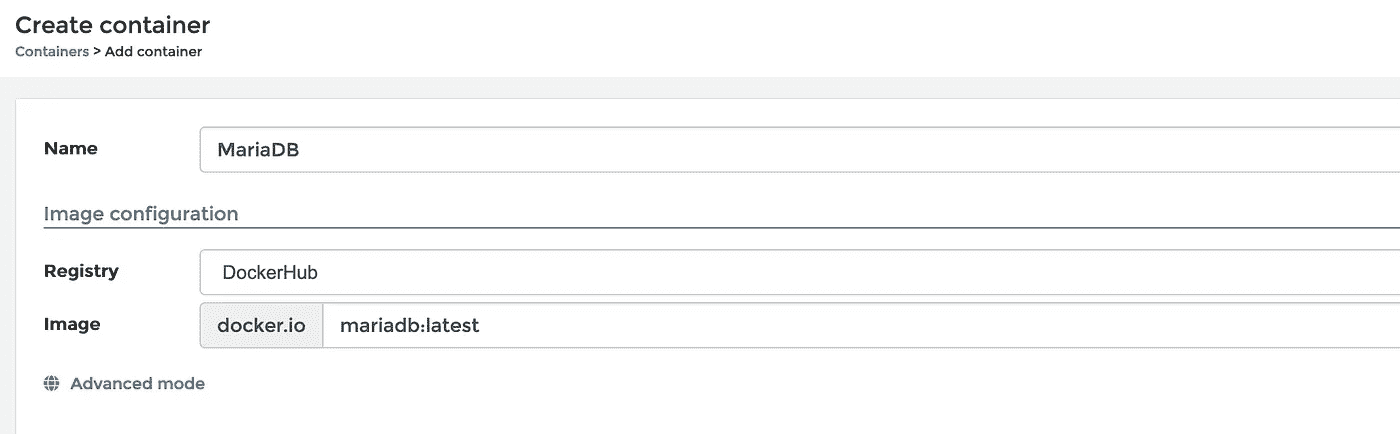 Create container
Containers > Add container
Name
MariaDB
Image configuration
Registry
DockerHub
Image
docker.io
mariadb:latest
Advanced mode